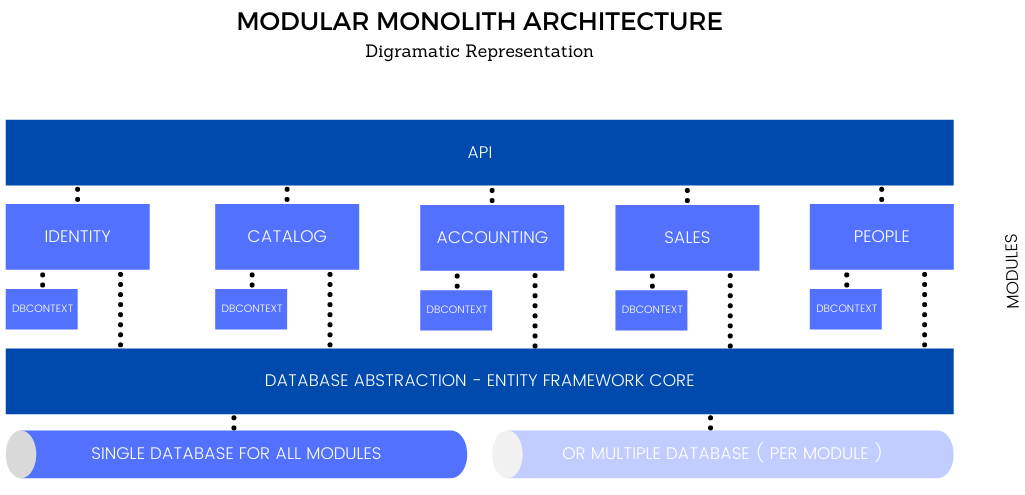 MODULAR MONOLITH ARCHITECTURE
Digramatic Representation
API
IDENTITY
CATALOG
ACCOUNTING
SALES
PEOPLE
MODULES
DBCONTEXT
DBCONTEXT
DBCONTEXT
DBCONTEXT
DBCONTEXT
DATABASE ABSTRACTION - ENTITY FRAMEWORK CORE
SINGLE DATABASE FOR ALL MODULES
OR MULTIPLE DATABASE ( PER MODULE )